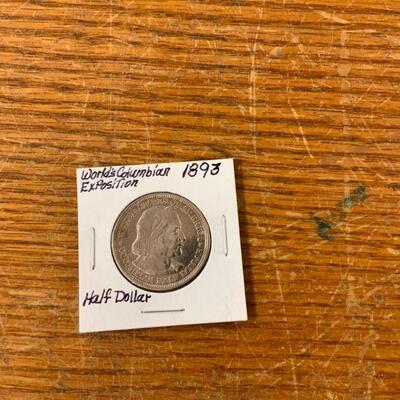 World's Columbian 1893
Exposition
Half Dollar